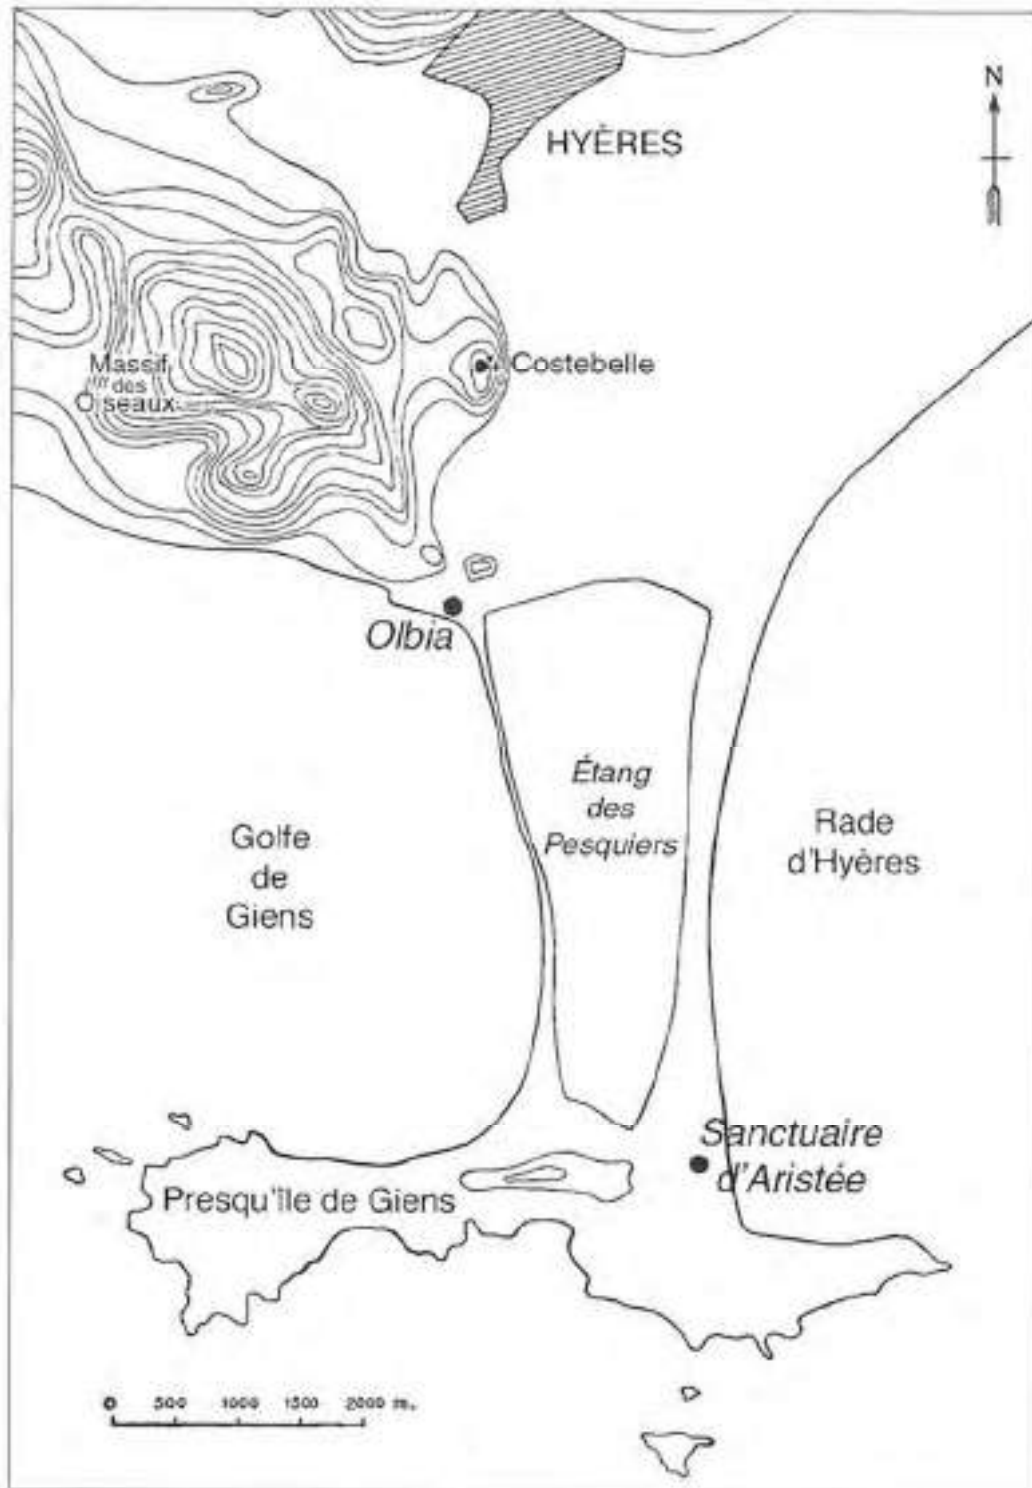 N
HYÈRES
Costebelle
Massif
des
Oiseaux
Olbia
Étang
des
Pesquiers
Golfe
de
Giens
Rade
d'Hyères
Sanctuaire
d'Aristée
Presqu'île de Giens
0 500 1000 1500 2000 m.